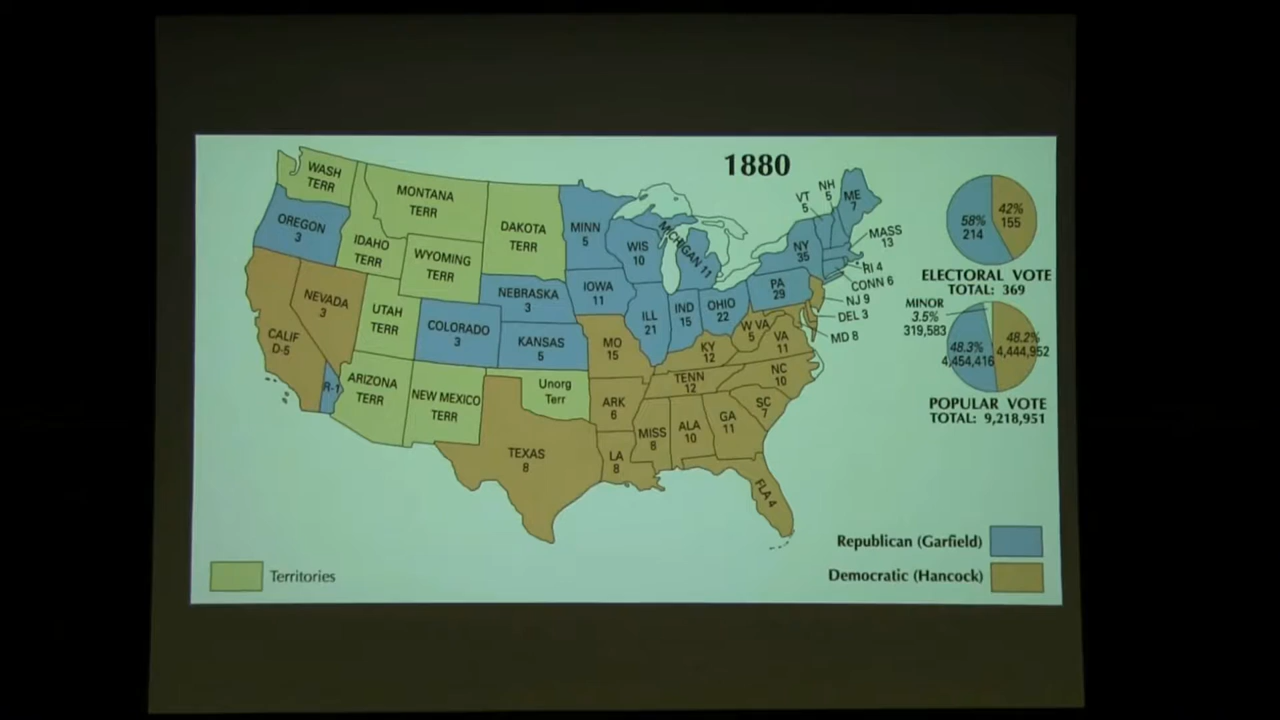 1880
WASH
TERR
MONTANA
TERR
DAKOTA
TERR
IDAHO
TERR
WYOMING
TERR
OREGON
3
MINN
5
WIS
10
MICHIGAN 11
VT
5
NH
5
ME
7
MASS
13
NY
35
RI 4
CONN 6
NEVADA
3
UTAH
TERR
NEBRASKA
3
IOWA
11
ILL
21
IND
15
OHIO
22
PA
29
NJ 9
DEL 3
MD 8
CALIF
D-5
R-1
COLORADO
3
KANSAS
5
MO
15
KY
12
W VA
5
VA
11
ARIZONA
TERR
NEW MEXICO
TERR
Unorg
Terr
ARK
6
TENN
12
NC
10
SC
7
TEXAS
8
LA
8
MISS
8
ALA
10
GA
11
FLA 4
58%
214
42%
155
ELECTORAL VOTE
TOTAL: 369
MINOR
3.5%
319,583
48.3%
4,454,416
48.2%
4,444,952
POPULAR VOTE
TOTAL: 9,218,951
Republican (Garfield)
Democratic (Hancock)
Territories